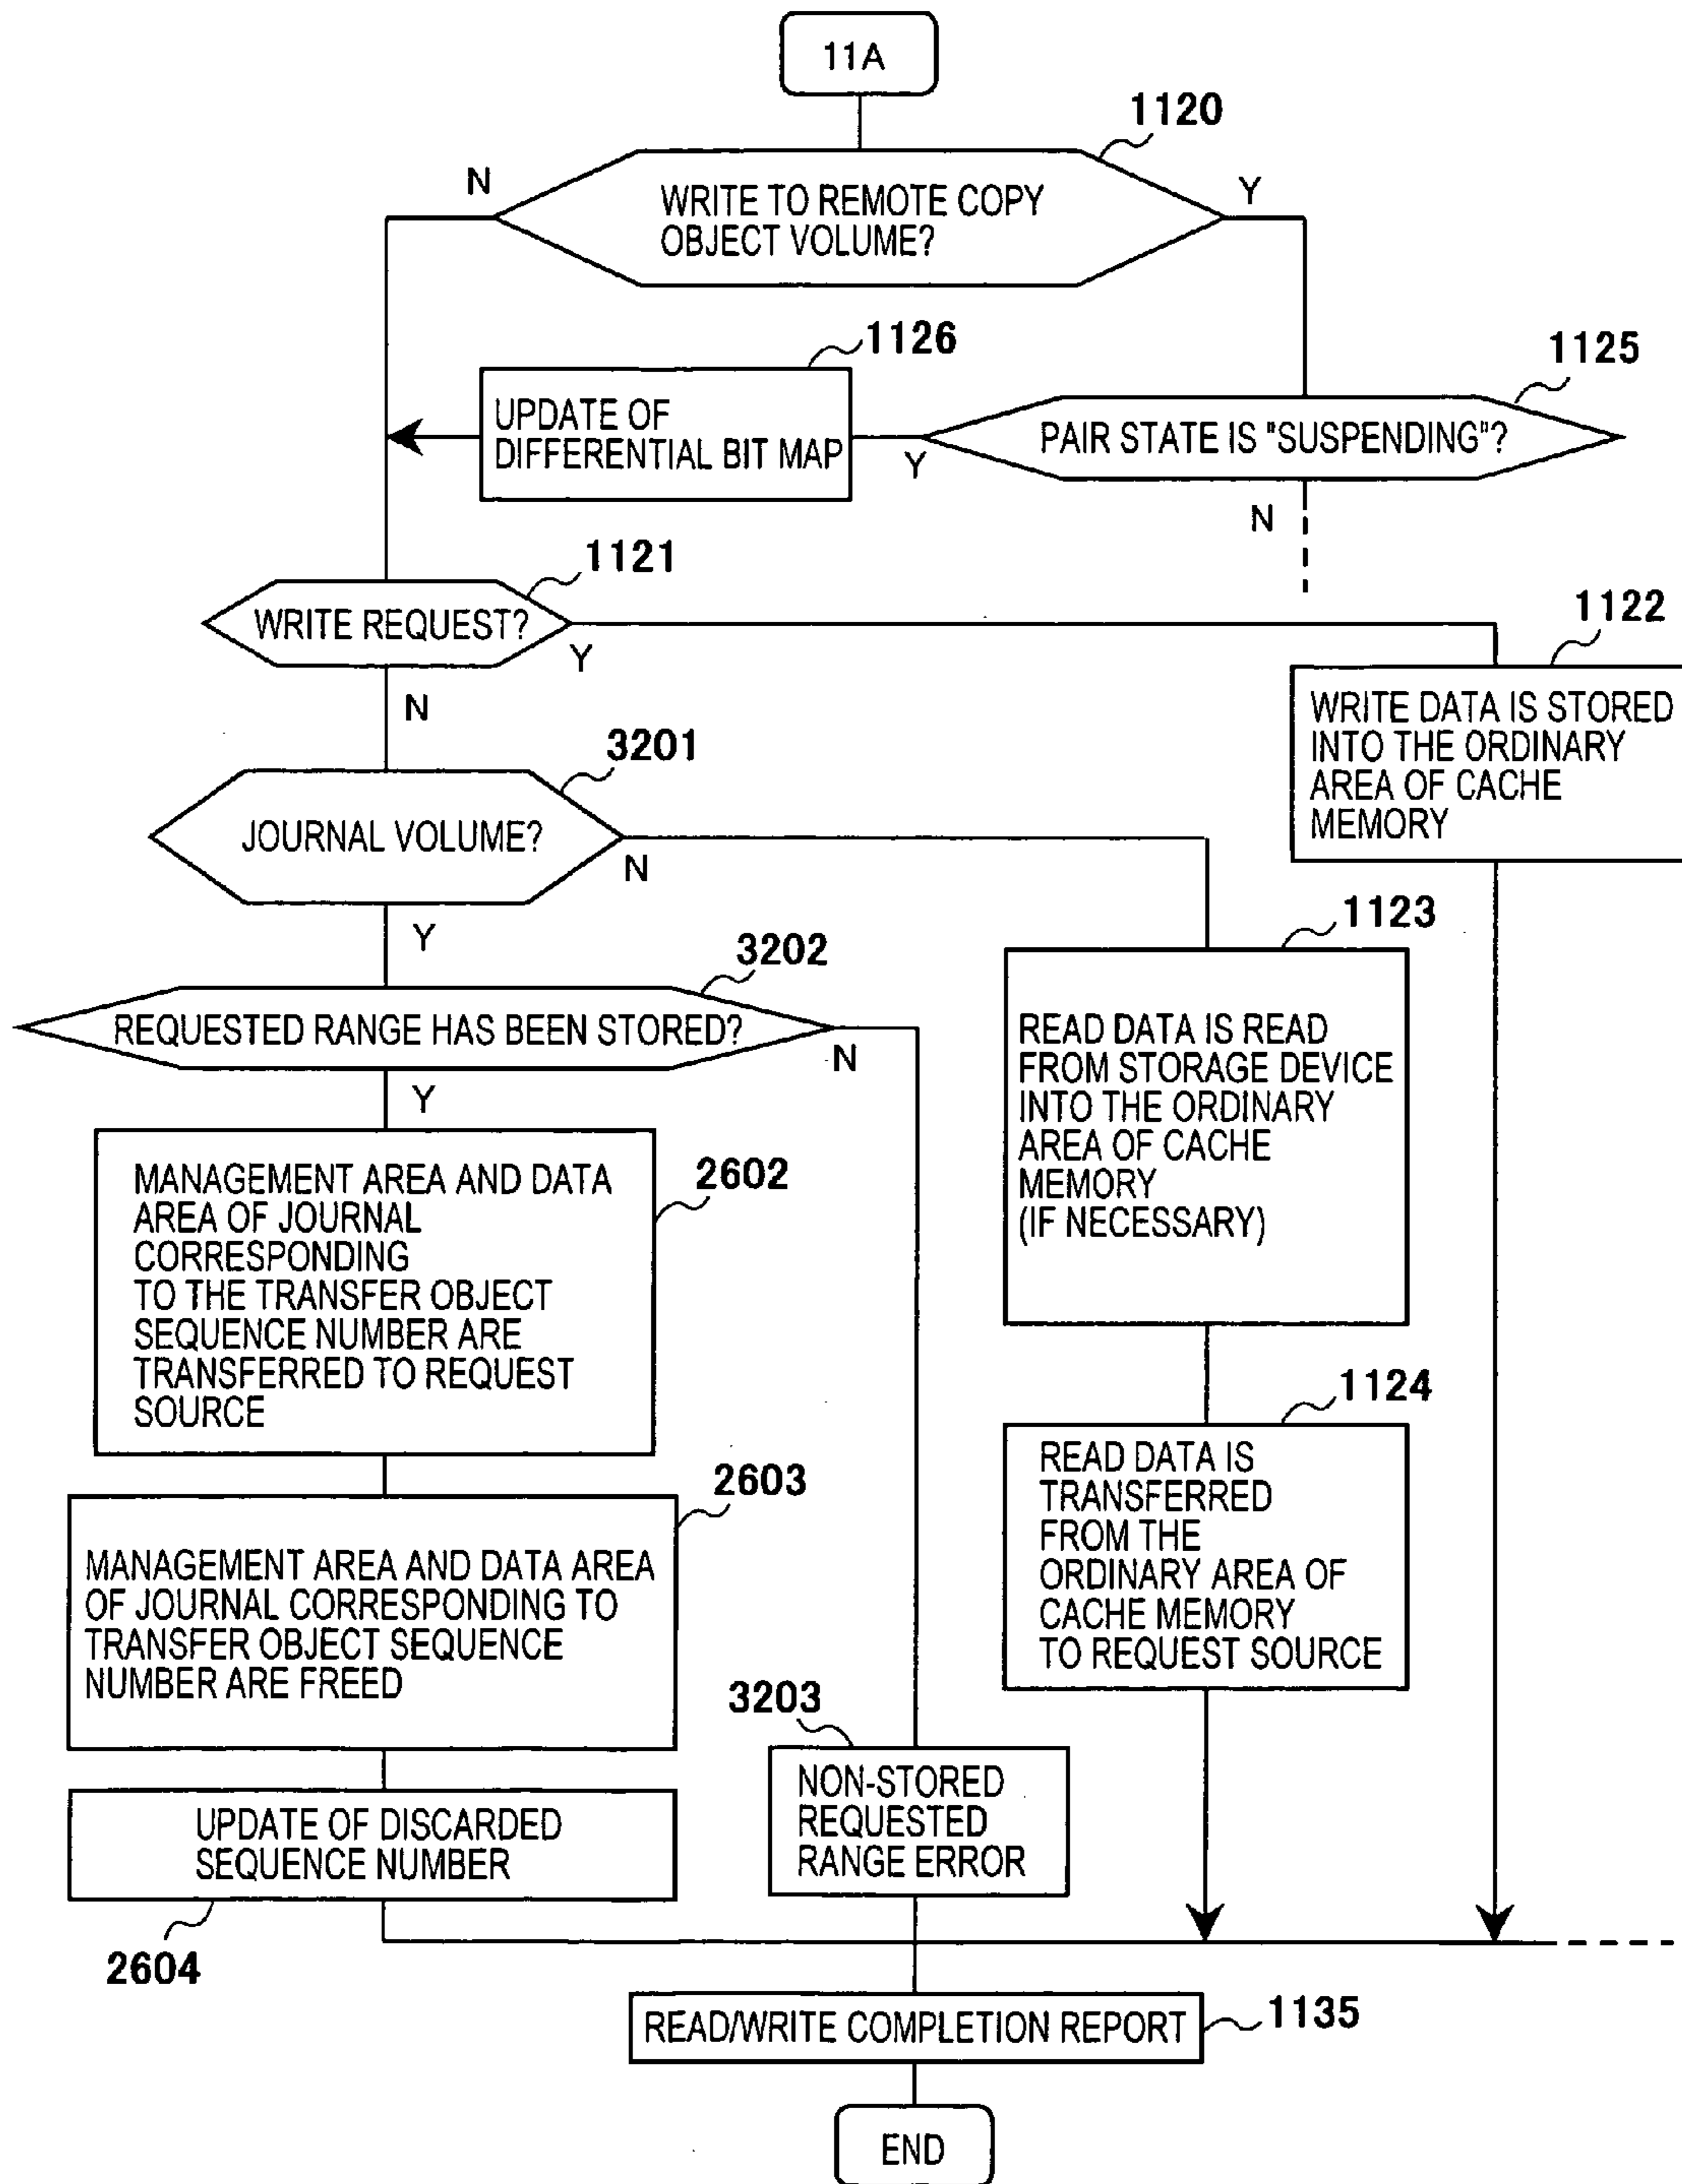 11A
1120
N
Y
WRITE TO REMOTE COPY
OBJECT VOLUME?
1126
1125
UPDATE OF
DIFFERENTIAL BIT MAP
Y
PAIR STATE IS "SUSPENDING"?
N
1121
WRITE REQUEST?
Y
N
1122
WRITE DATA IS STORED
INTO THE ORDINARY
AREA OF CACHE
MEMORY
3201
JOURNAL VOLUME?
N
Y
3202
REQUESTED RANGE HAS BEEN STORED?
N
Y
1123
READ DATA IS READ
FROM STORAGE DEVICE
INTO THE ORDINARY
AREA OF CACHE
MEMORY
(IF NECESSARY)
MANAGEMENT AREA AND DATA
AREA OF JOURNAL
CORRESPONDING
TO THE TRANSFER OBJECT
SEQUENCE NUMBER ARE
TRANSFERRED TO REQUEST
SOURCE
2602
1124
READ DATA IS
TRANSFERRED
FROM THE
ORDINARY AREA OF
CACHE MEMORY
TO REQUEST SOURCE
2603
MANAGEMENT AREA AND DATA AREA
OF JOURNAL CORRESPONDING TO
TRANSFER OBJECT SEQUENCE
NUMBER ARE FREED
3203
NON-STORED
REQUESTED
RANGE ERROR
UPDATE OF DISCARDED
SEQUENCE NUMBER
2604
READ/WRITE COMPLETION REPORT
1135
END